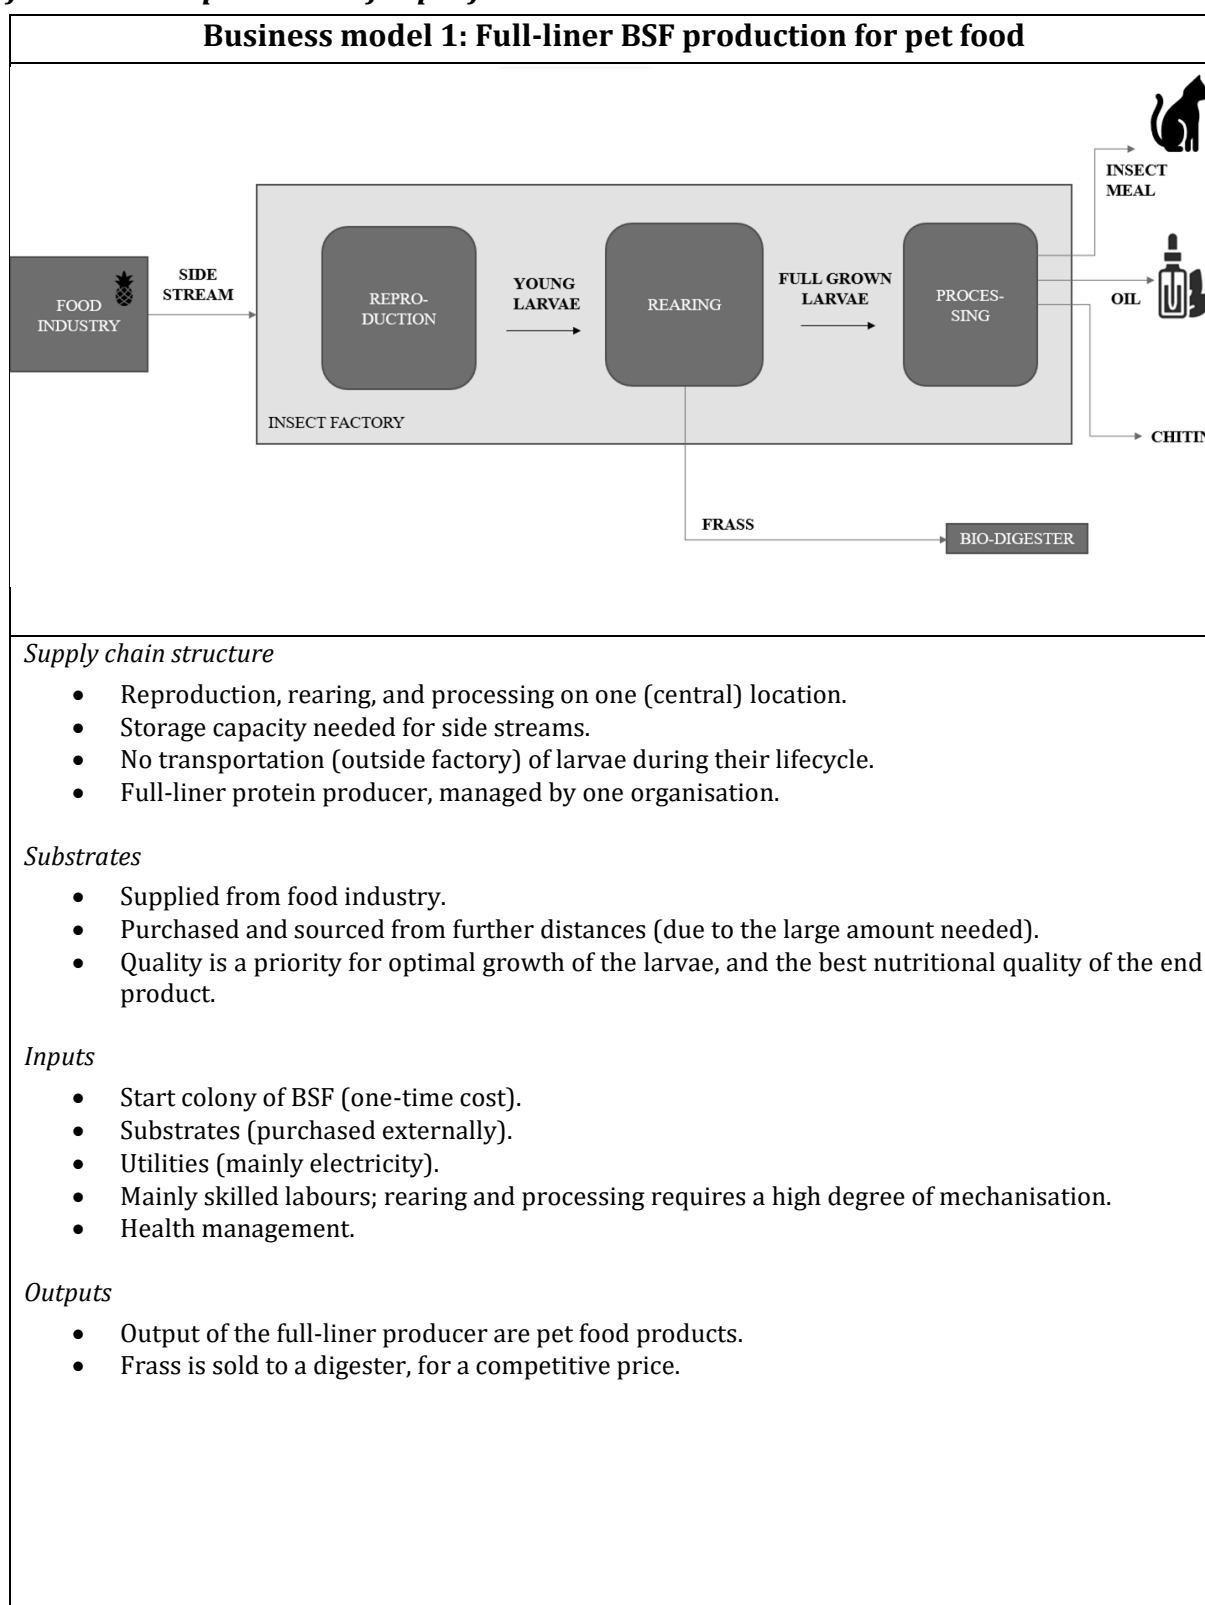 Business model 1: Full-liner BSF production for pet food
INSECT
MEAL
SIDE
STREAM
FOOD
INDUSTRY
REPRO-
DUCTION
YOUNG
LARVAE
REARING
FULL GROWN
LARVAE
PROCES-
SING
OIL
INSECT FACTORY
CHITIN
FRASS
BIO-DIGESTER
Supply chain structure
• Reproduction, rearing, and processing on one (central) location.
• Storage capacity needed for side streams.
• No transportation (outside factory) of larvae during their lifecycle.
• Full-liner protein producer, managed by one organisation.
Substrates
• Supplied from food industry.
• Purchased and sourced from further distances (due to the large amount needed).
• Quality is a priority for optimal growth of the larvae, and the best nutritional quality of the end
product.
Inputs
• Start colony of BSF (one-time cost).
• Substrates (purchased externally).
• Utilities (mainly electricity).
• Mainly skilled labours; rearing and processing requires a high degree of mechanisation.
• Health management.
Outputs
• Output of the full-liner producer are pet food products.
• Frass is sold to a digester, for a competitive price.